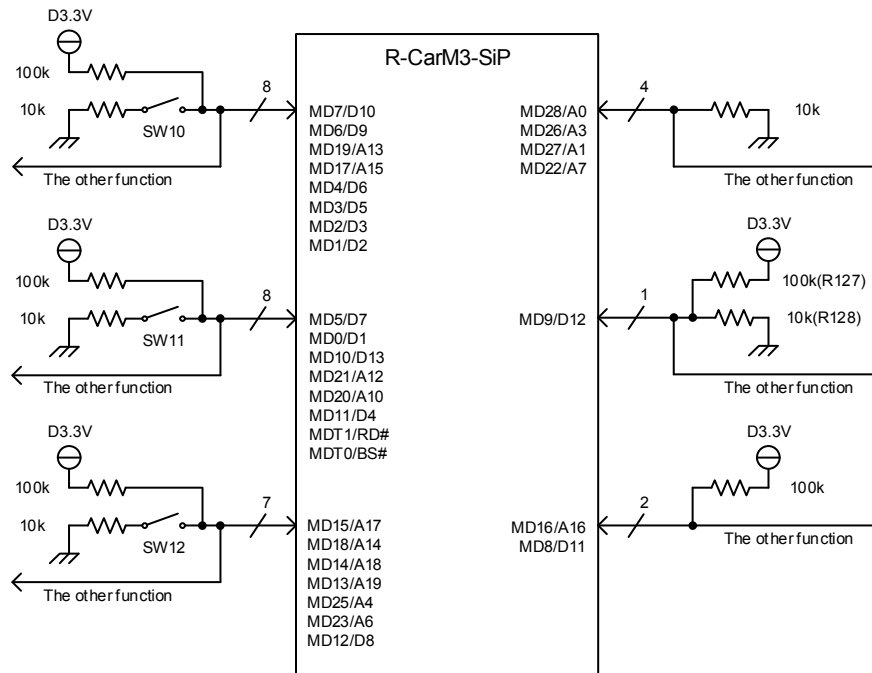 R-CarM3-SiP
D3.3V
100k
10k
SW10
8
The other function
MD7/D10
MD6/D9
MD19/A13
MD17/A15
MD4/D6
MD3/D5
MD2/D3
MD1/D2
D3.3V
100k
10k
SW11
8
The other function
MD5/D7
MD0/D1
MD10/D13
MD21/A12
MD20/A10
MD11/D4
MDT1/RD#
MDT0/BS#
D3.3V
100k
10k
SW12
7
The other function
MD15/A17
MD18/A14
MD14/A18
MD13/A19
MD25/A4
MD23/A6
MD12/D8
MD28/A0
MD26/A3
MD27/A1
MD22/A7
4
10k
The other function
D3.3V
100k(R127)
1
MD9/D12
10k(R128)
The other function
D3.3V
100k
2
MD16/A16
MD8/D11
The other function